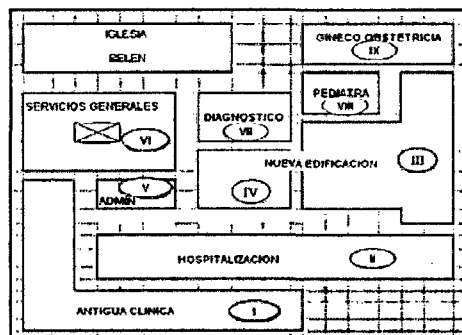 IGLESIA
BELEN
GINECO OBSTETRICIA
IX
SERVICIOS GENERALES
VI
DIAGNOSTICO
VII
PEDIATRA
VIII
NUEVA EDIFICACION
III
V
ADMIN
IV
HOSPITALIZACION
II
ANTIGUA CLINICA
I